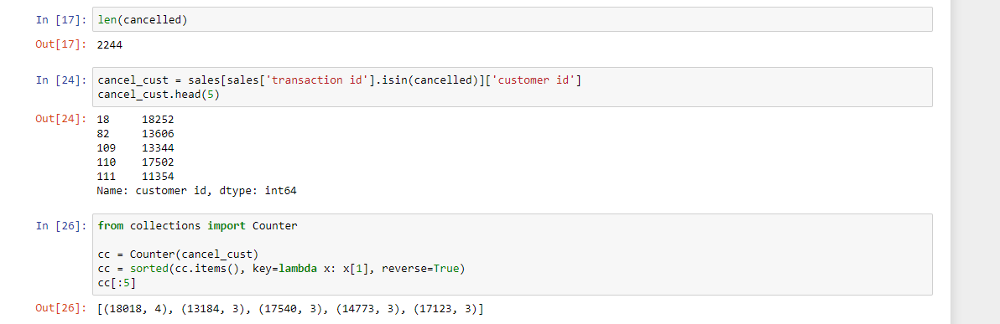 In [17]: len(cancelled)
Out[17]: 2244
In [24]: cancel_cust = sales[sales['transaction id'].isin(cancelled)]['customer id']
cancel_cust.head(5)
Out[24]: 18     18252
82     13606
109    13344
110    17502
111    11354
Name: customer id, dtype: int64
In [26]: from collections import Counter
cc = Counter(cancel_cust)
cc = sorted(cc.items(), key=lambda x: x[1], reverse=True)
cc[:5]
Out[26]: [(18018, 4), (13184, 3), (17540, 3), (14773, 3), (17123, 3)]